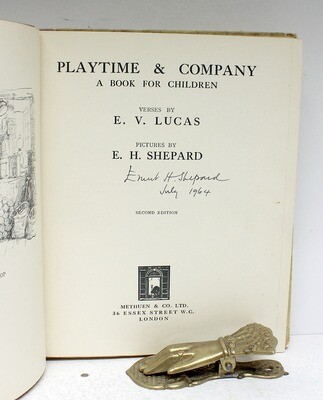 PLAYTIME & COMPANY
A BOOK FOR CHILDREN
VERSES BY
E. V. LUCAS
PICTURES BY
E. H. SHEPARD
Ernest H Shepard
July 1964
SECOND EDITION
METHUEN & CO. LTD.
36 ESSEX STREET W.C.
LONDON